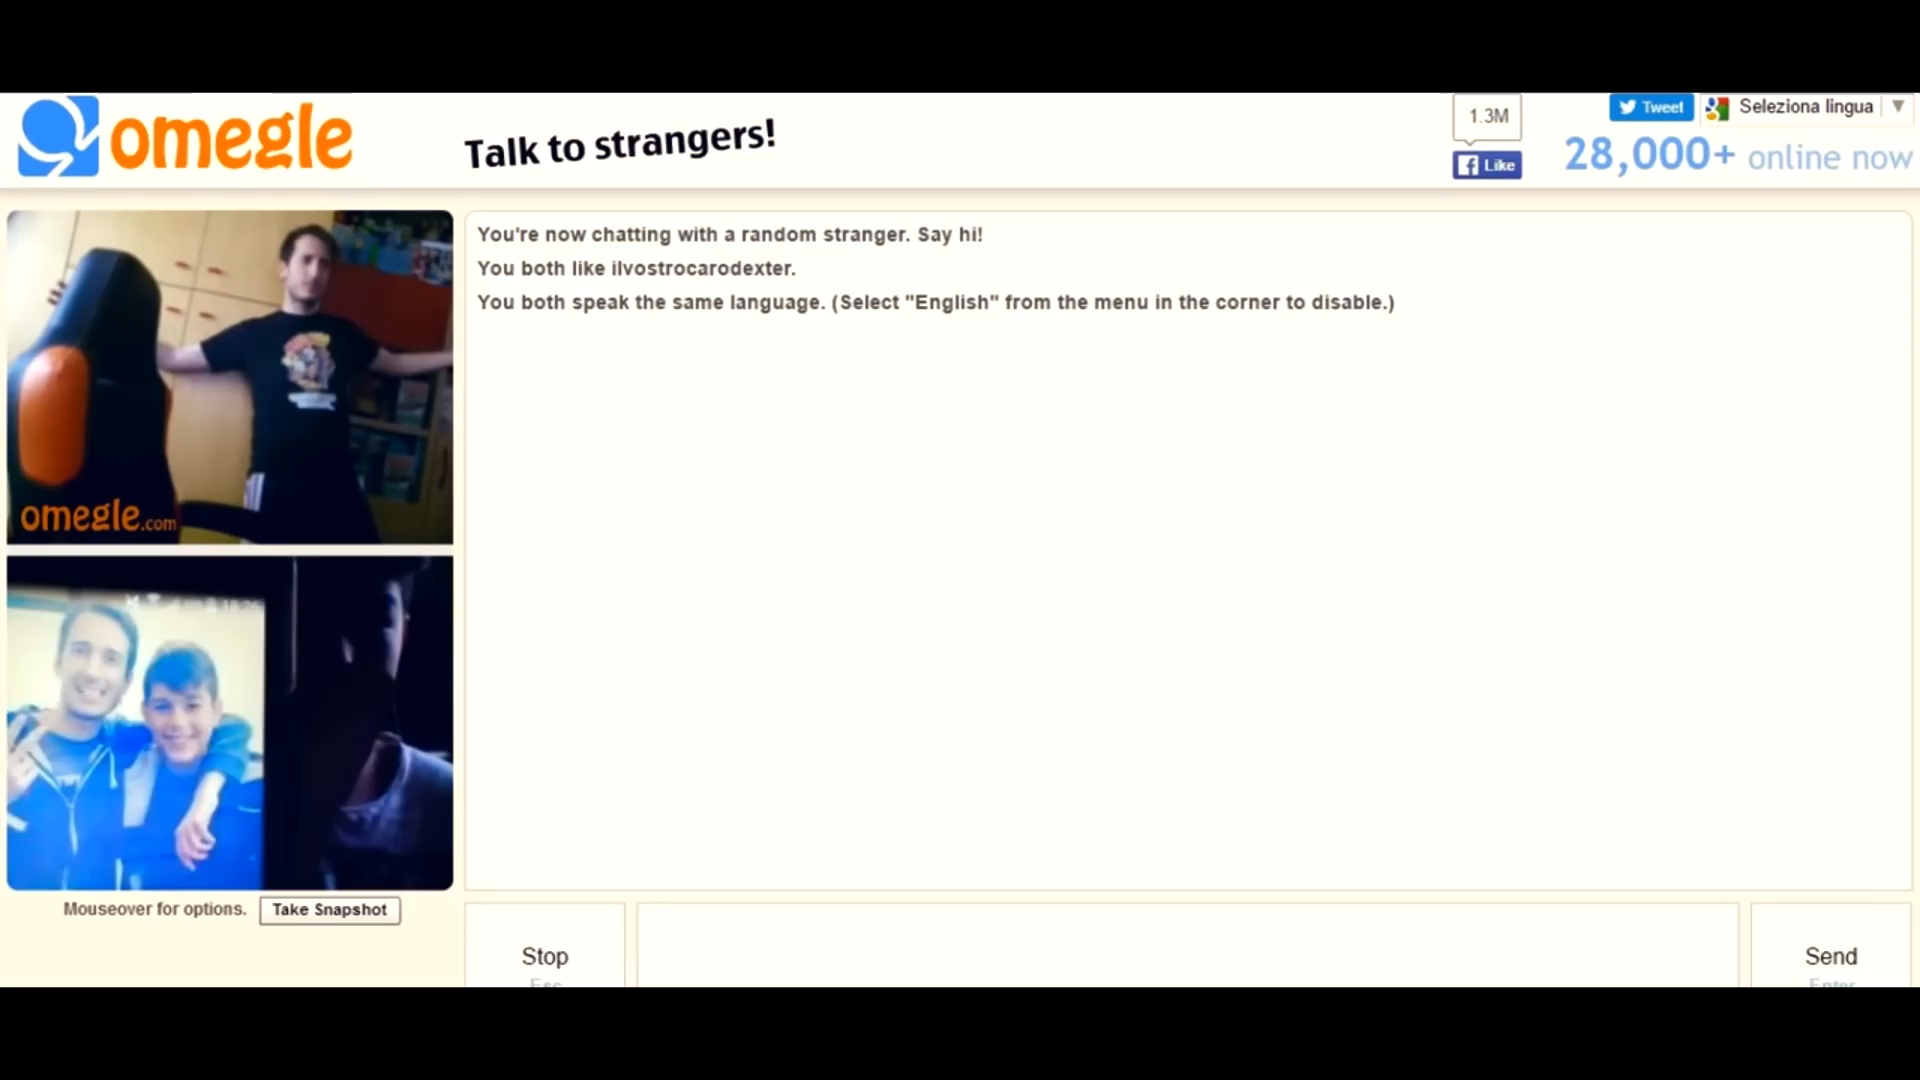 omegle
Talk to strangers!
1.3M
Like
Tweet
Seleziona lingua
28,000+ online now
You're now chatting with a random stranger. Say hi!
You both like ilvostrocarodexter.
You both speak the same language. (Select "English" from the menu in the corner to disable.)
omegle.com
Mouseover for options.
Take Snapshot
Stop
Esc
Send
Enter